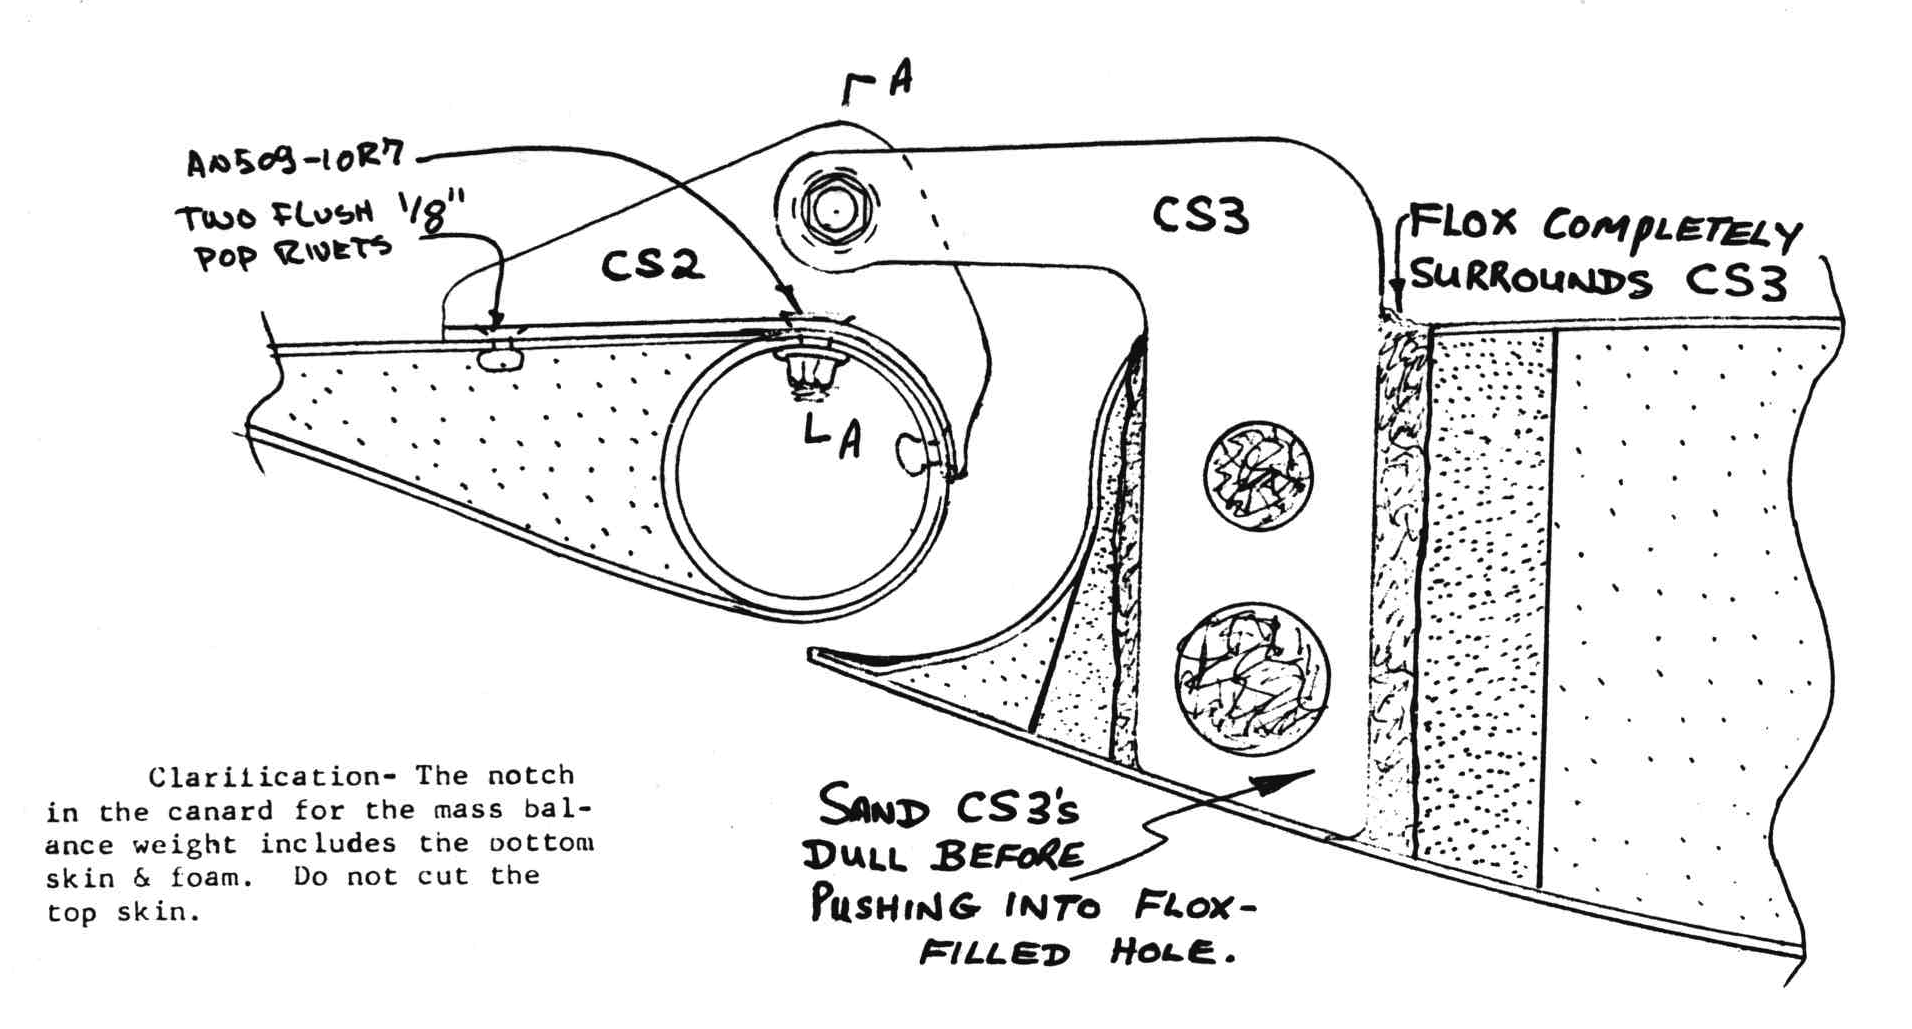 A
AN509-10R7
TWO FLUSH 1/8"
POP RIVETS
CS2
CS3
FLOX COMPLETELY
SURROUNDS CS3
A
Clarification- The notch
in the canard for the mass bal-
ance weight includes the bottom
skin & foam. Do not cut the
top skin.
SAND CS3's
DULL BEFORE
PUSHING INTO FLOX-
FILLED HOLE.